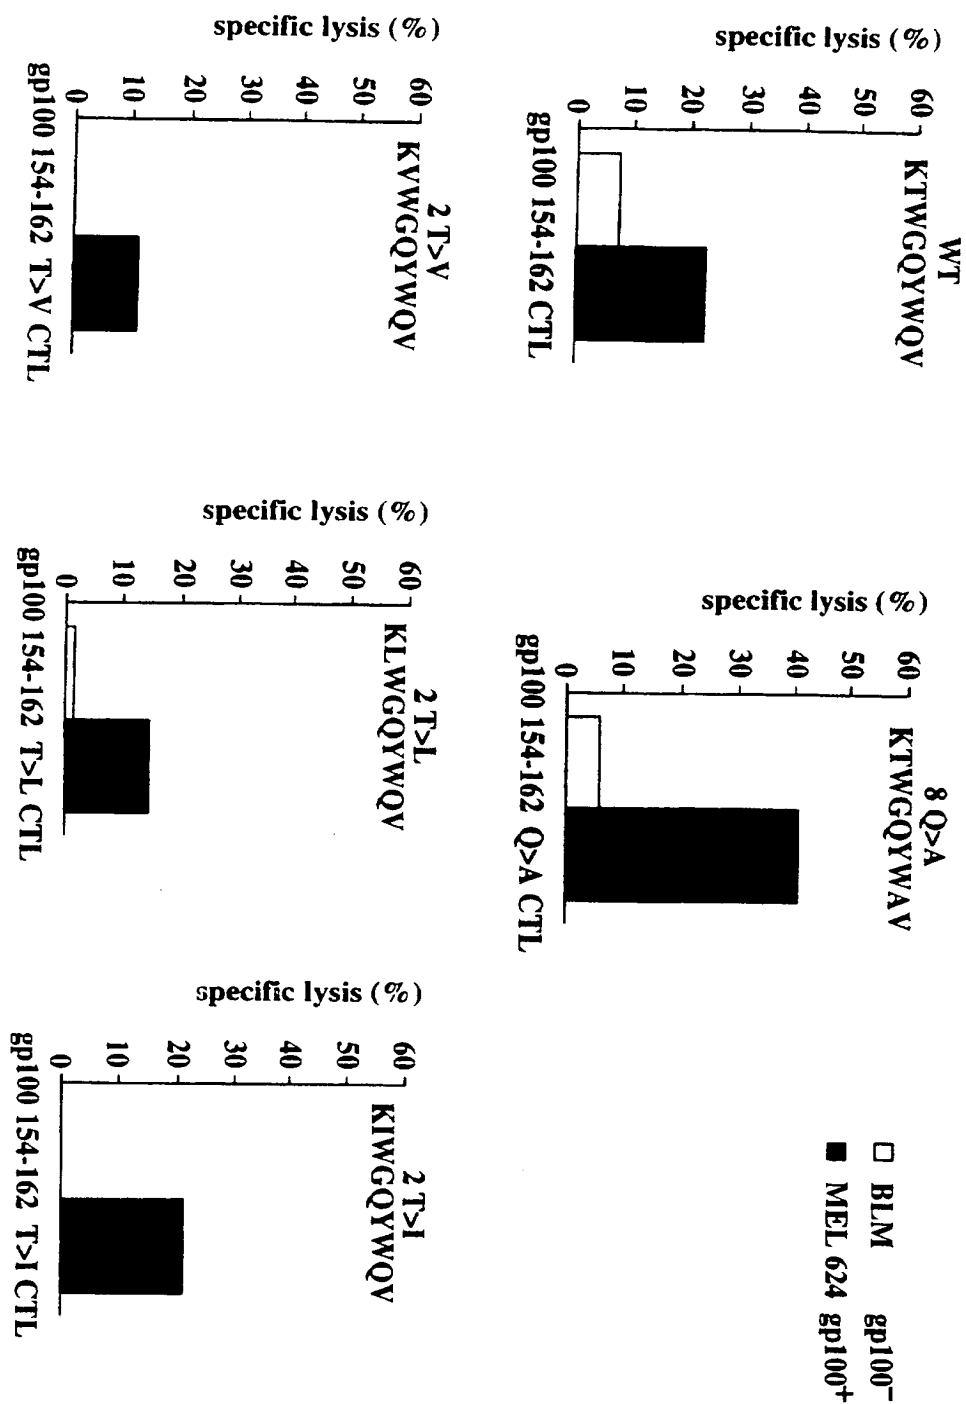 WT
KTWGQYWQV
specific lysis (%)
60
50
40
30
20
10
0
gp100 154-162 CTL
8 Q>A
KTWGQYWAV
specific lysis (%)
60
50
40
30
20
10
0
gp100 154-162 Q>A CTL
BLM gp100−
MEL 624 gp100+
2 T>V
KVWGQYWQV
specific lysis (%)
60
50
40
30
20
10
0
gp100 154-162 T>V CTL
2 T>L
KLWGQYWQV
specific lysis (%)
60
50
40
30
20
10
0
gp100 154-162 T>L CTL
2 T>I
KIWGQYWQV
specific lysis (%)
60
50
40
30
20
10
0
gp100 154-162 T>I CTL